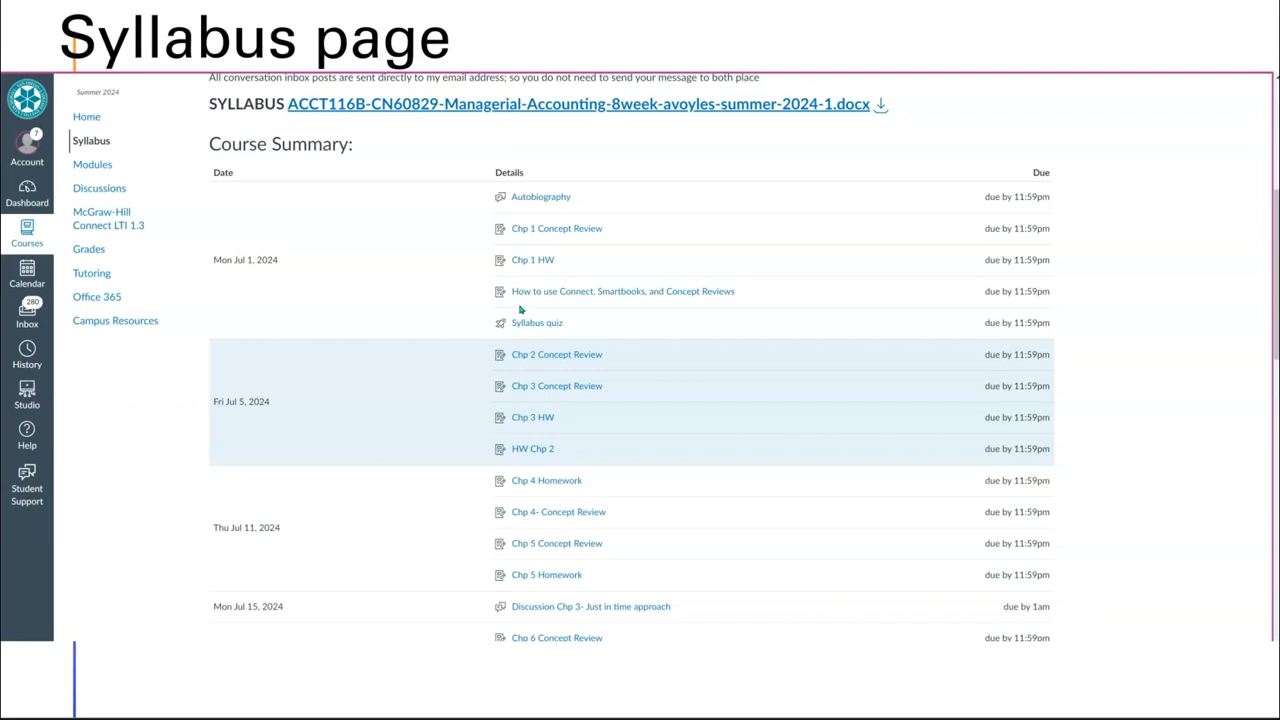 Syllabus page
All conversation inbox posts are sent directly to my email address; so you do not need to send your message to both place
Summer 2024
SYLLABUS ACCT116B-CN60829-Managerial-Accounting-8week-avoyles-summer-2024-1.docx
Home
Syllabus
Modules
Discussions
McGraw-Hill
Connect LTI 1.3
Grades
Tutoring
Office 365
Campus Resources
7
Account
Dashboard
Courses
Calendar
280
Inbox
History
Studio
Help
Student
Support
Course Summary:
Date Details Due
Autobiography due by 11:59pm
Chp 1 Concept Review due by 11:59pm
Mon Jul 1, 2024 Chp 1 HW due by 11:59pm
How to use Connect, Smartbooks, and Concept Reviews due by 11:59pm
Syllabus quiz due by 11:59pm
Chp 2 Concept Review due by 11:59pm
Chp 3 Concept Review due by 11:59pm
Fri Jul 5, 2024
Chp 3 HW due by 11:59pm
HW Chp 2 due by 11:59pm
Chp 4 Homework due by 11:59pm
Chp 4- Concept Review due by 11:59pm
Thu Jul 11, 2024
Chp 5 Concept Review due by 11:59pm
Chp 5 Homework due by 11:59pm
Mon Jul 15, 2024 Discussion Chp 3- Just in time approach due by 1am
Chp 6 Concept Review due by 11:59pm